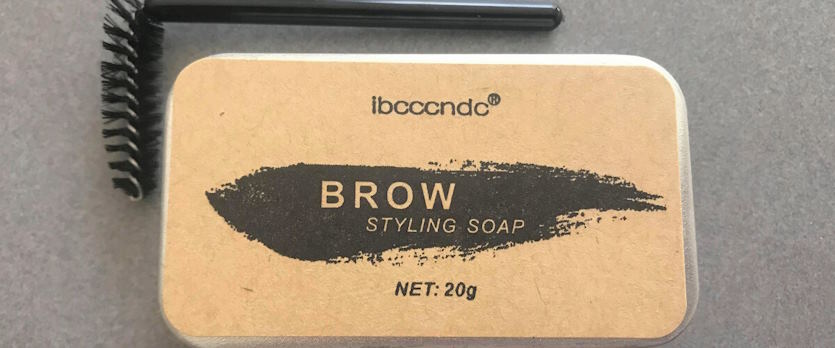 ibcccndc®
BROW
STYLING SOAP
NET: 20g